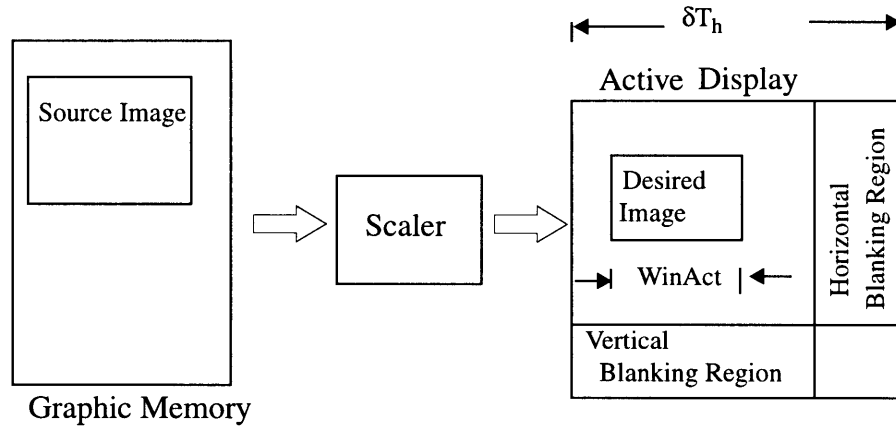 δTh
Active Display
Source Image
Scaler
Desired
Image
WinAct
Horizontal
Blanking Region
Vertical
Blanking Region
Graphic Memory